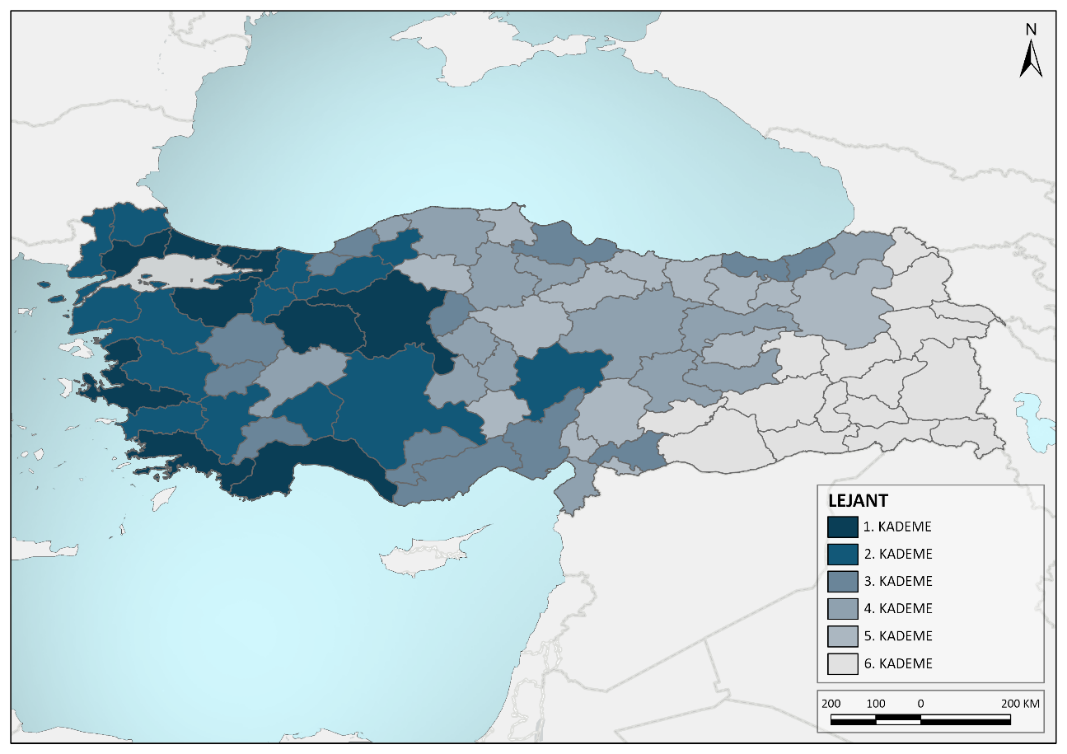 N
LEJANT
1. KADEME
2. KADEME
3. KADEME
4. KADEME
5. KADEME
6. KADEME
200 100 0 200 KM